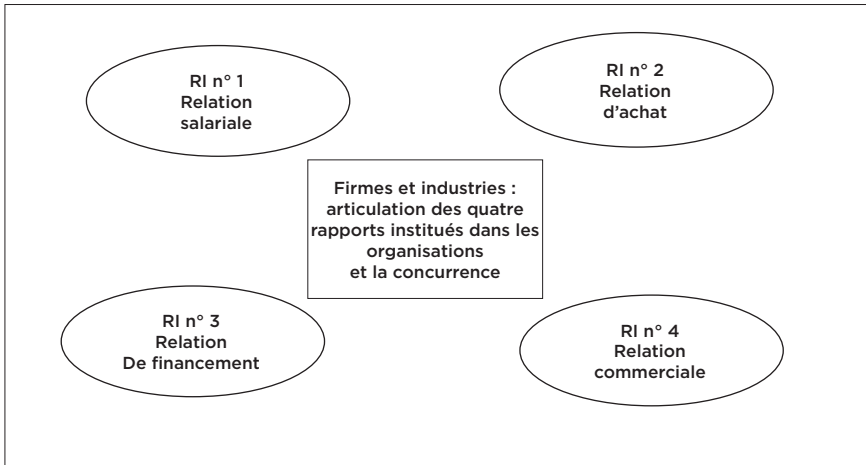 RI n° 1
Relation
salariale
RI n° 2
Relation
d'achat
Firmes et industries :
articulation des quatre
rapports institués dans les
organisations
et la concurrence
RI n° 3
Relation
De financement
RI n° 4
Relation
commerciale